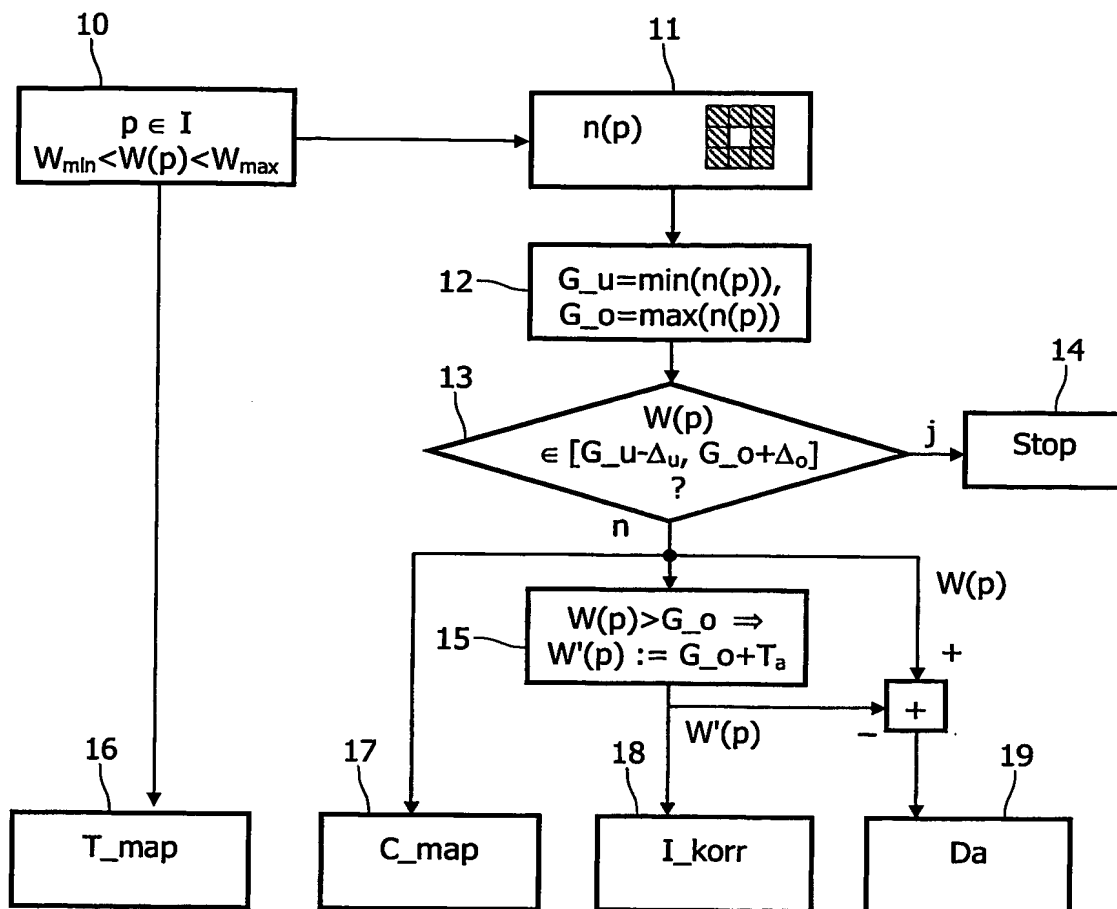 10
p ∈ I
W_min<W(p)<W_max
11
n(p)
12
G_u=min(n(p)),
G_o=max(n(p))
13
W(p)
∈ [G_u-Δ_u, G_o+Δ_o]
?
j
n
14
Stop
15
W(p)>G_o ⇒
W'(p) := G_o+T_a
W(p)
+
+
−
W'(p)
16
T_map
17
C_map
18
I_korr
19
Da